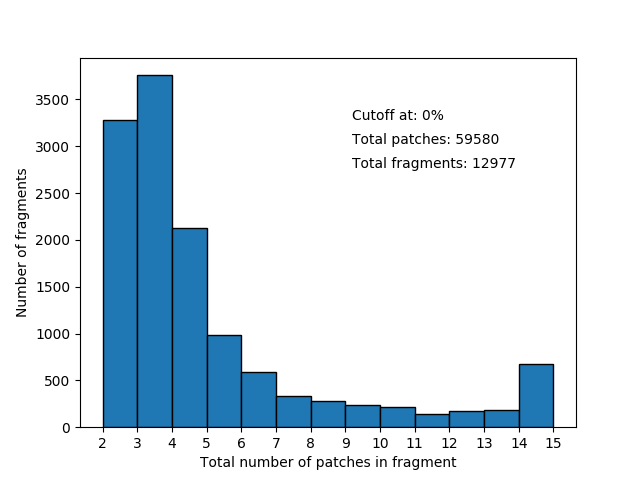 Cutoff at: 0%
Total patches: 59580
Total fragments: 12977
Number of fragments
3500
3000
2500
2000
1500
1000
500
0
2 3 4 5 6 7 8 9 10 11 12 13 14 15
Total number of patches in fragment